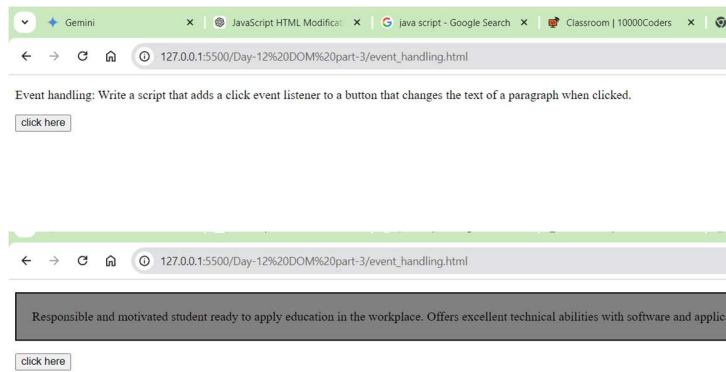 Gemini
JavaScript HTML Modificat
java script - Google Search
Classroom | 10000Coders
127.0.0.1:5500/Day-12%20DOM%20part-3/event_handling.html
Event handling: Write a script that adds a click event listener to a button that changes the text of a paragraph when clicked.
click here
127.0.0.1:5500/Day-12%20DOM%20part-3/event_handling.html
Responsible and motivated student ready to apply education in the workplace. Offers excellent technical abilities with software and applic
click here